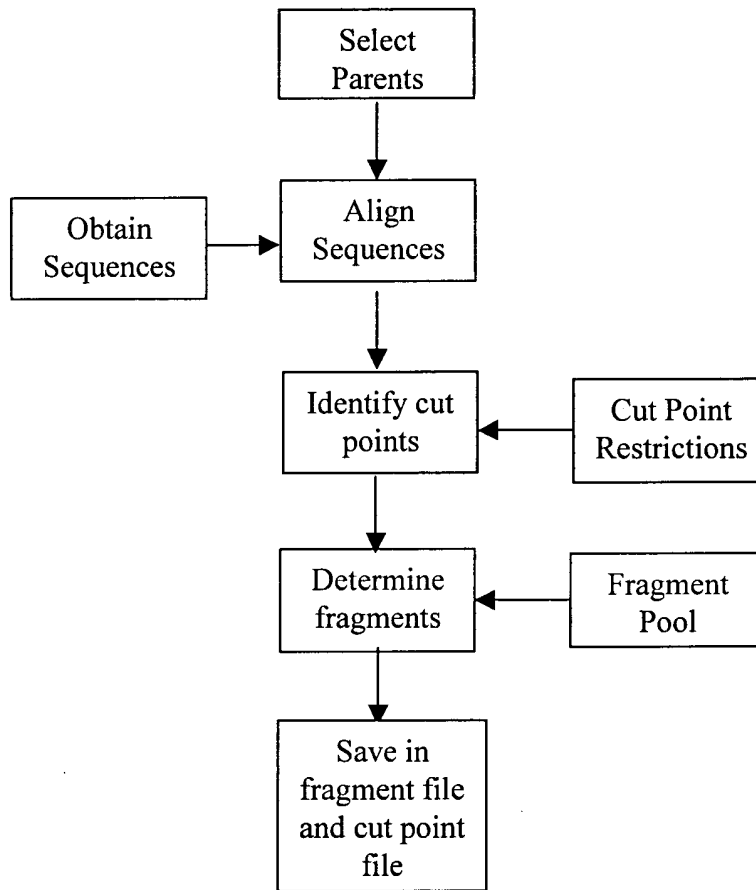 Select
Parents
Obtain
Sequences
Align
Sequences
Identify cut
points
Cut Point
Restrictions
Determine
fragments
Fragment
Pool
Save in
fragment file
and cut point
file